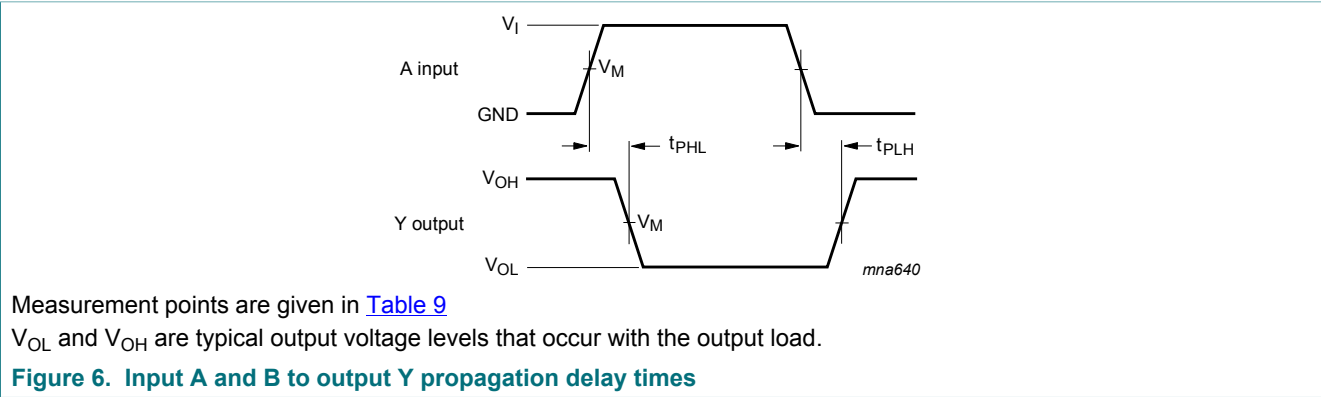 VI
A input
VM
GND
tPHL
tPLH
VOH
Y output
VM
VOL
mna640
Measurement points are given in Table 9
VOL and VOH are typical output voltage levels that occur with the output load.
Figure 6. Input A and B to output Y propagation delay times